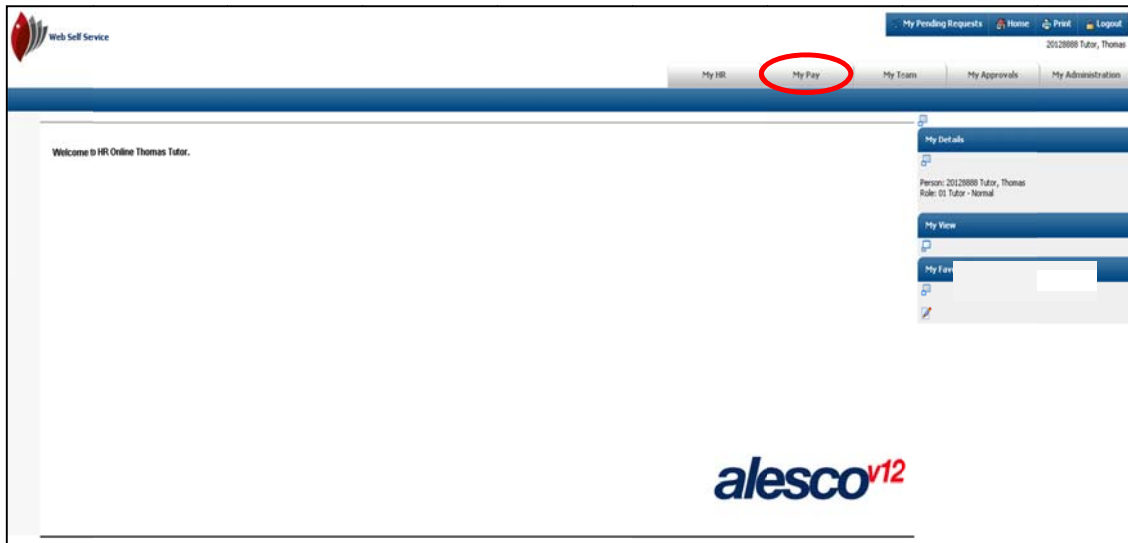 Web Self Service
My Pending Requests Home Print Logout
20128888 Tutor, Thomas
My HR My Pay My Team My Approvals My Administration
Welcome to HR Online Thomas Tutor.
My Details
Person: 20128888 Tutor, Thomas
Role: 01 Tutor - Normal
My View
My Fav
alesco v12